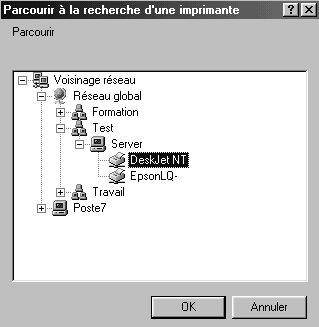 Parcourir à la recherche d'une imprimante
Parcourir
Voisinage réseau
Réseau global
Formation
Test
Server
DeskJet NT
EpsonLQ-
Travail
Poste7
OK Annuler